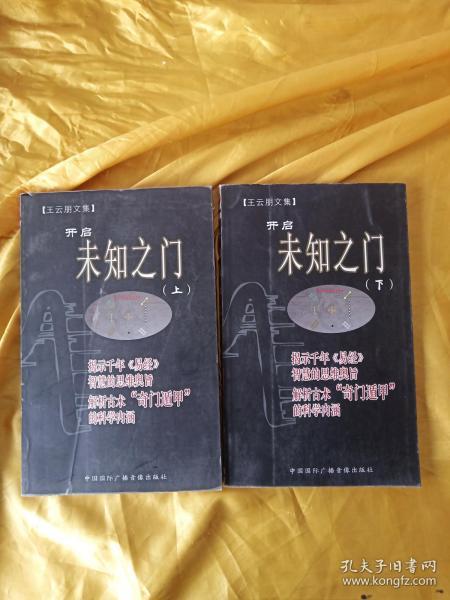 【王云朋文集】
开启
未知之门
（上）
揭示千年《易经》
智慧的思维奥旨
解析古术“奇门遁甲”
的科学内涵
中国国际广播音像出版社
【王云朋文集】
开启
未知之门
（下）
揭示千年《易经》
智慧的思维奥旨
解析古术“奇门遁甲”
的科学内涵
中国国际广播音像出版社
孔夫子旧书网
www.kongfz.com